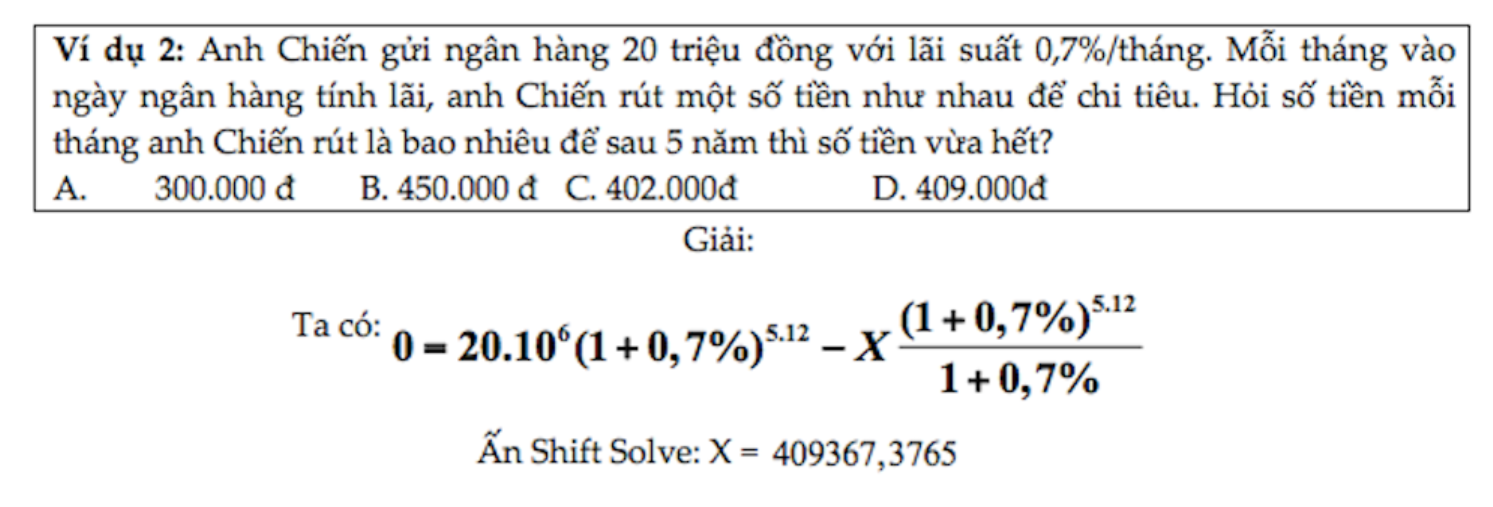 Ví dụ 2: Anh Chiến gửi ngân hàng 20 triệu đồng với lãi suất 0,7%/tháng. Mỗi tháng vào
ngày ngân hàng tính lãi, anh Chiến rút một số tiền như nhau để chi tiêu. Hỏi số tiền mỗi
tháng anh Chiến rút là bao nhiêu để sau 5 năm thì số tiền vừa hết?
A. 300.000 đ B. 450.000 đ C. 402.000đ D. 409.000đ
Giải:
Ta có: 0 = 20.10⁶(1 + 0,7%)^5.12 − X (1 + 0,7%)^5.12 / 1 + 0,7%
Ấn Shift Solve: X = 409367,3765